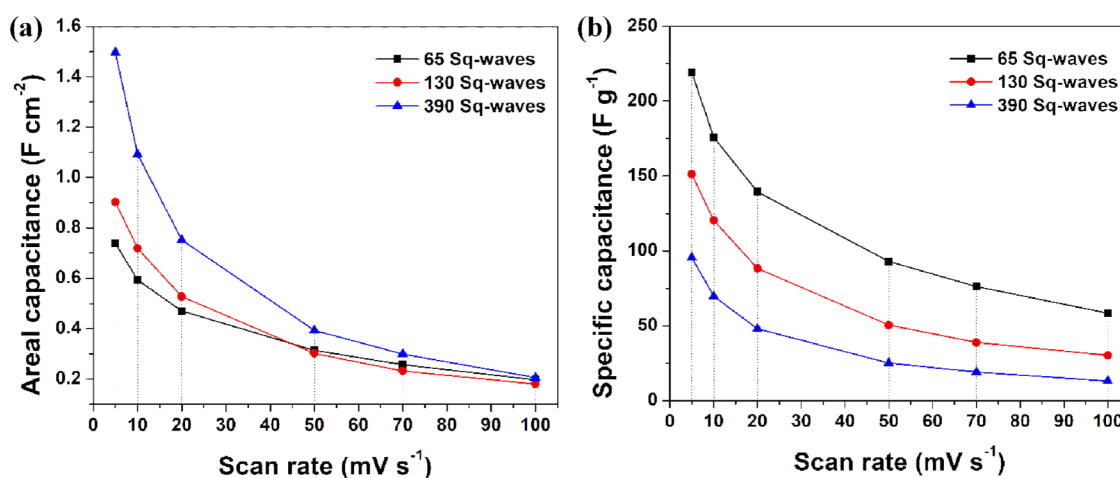 (a)
1.6
1.4
1.2
1.0
0.8
0.6
0.4
0.2
Areal capacitance (F cm⁻²)
65 Sq-waves
130 Sq-waves
390 Sq-waves
0 10 20 30 40 50 60 70 80 90 100
Scan rate (mV s⁻¹)
(b)
250
200
150
100
50
0
Specific capacitance (F g⁻¹)
65 Sq-waves
130 Sq-waves
390 Sq-waves
0 10 20 30 40 50 60 70 80 90 100
Scan rate (mV s⁻¹)